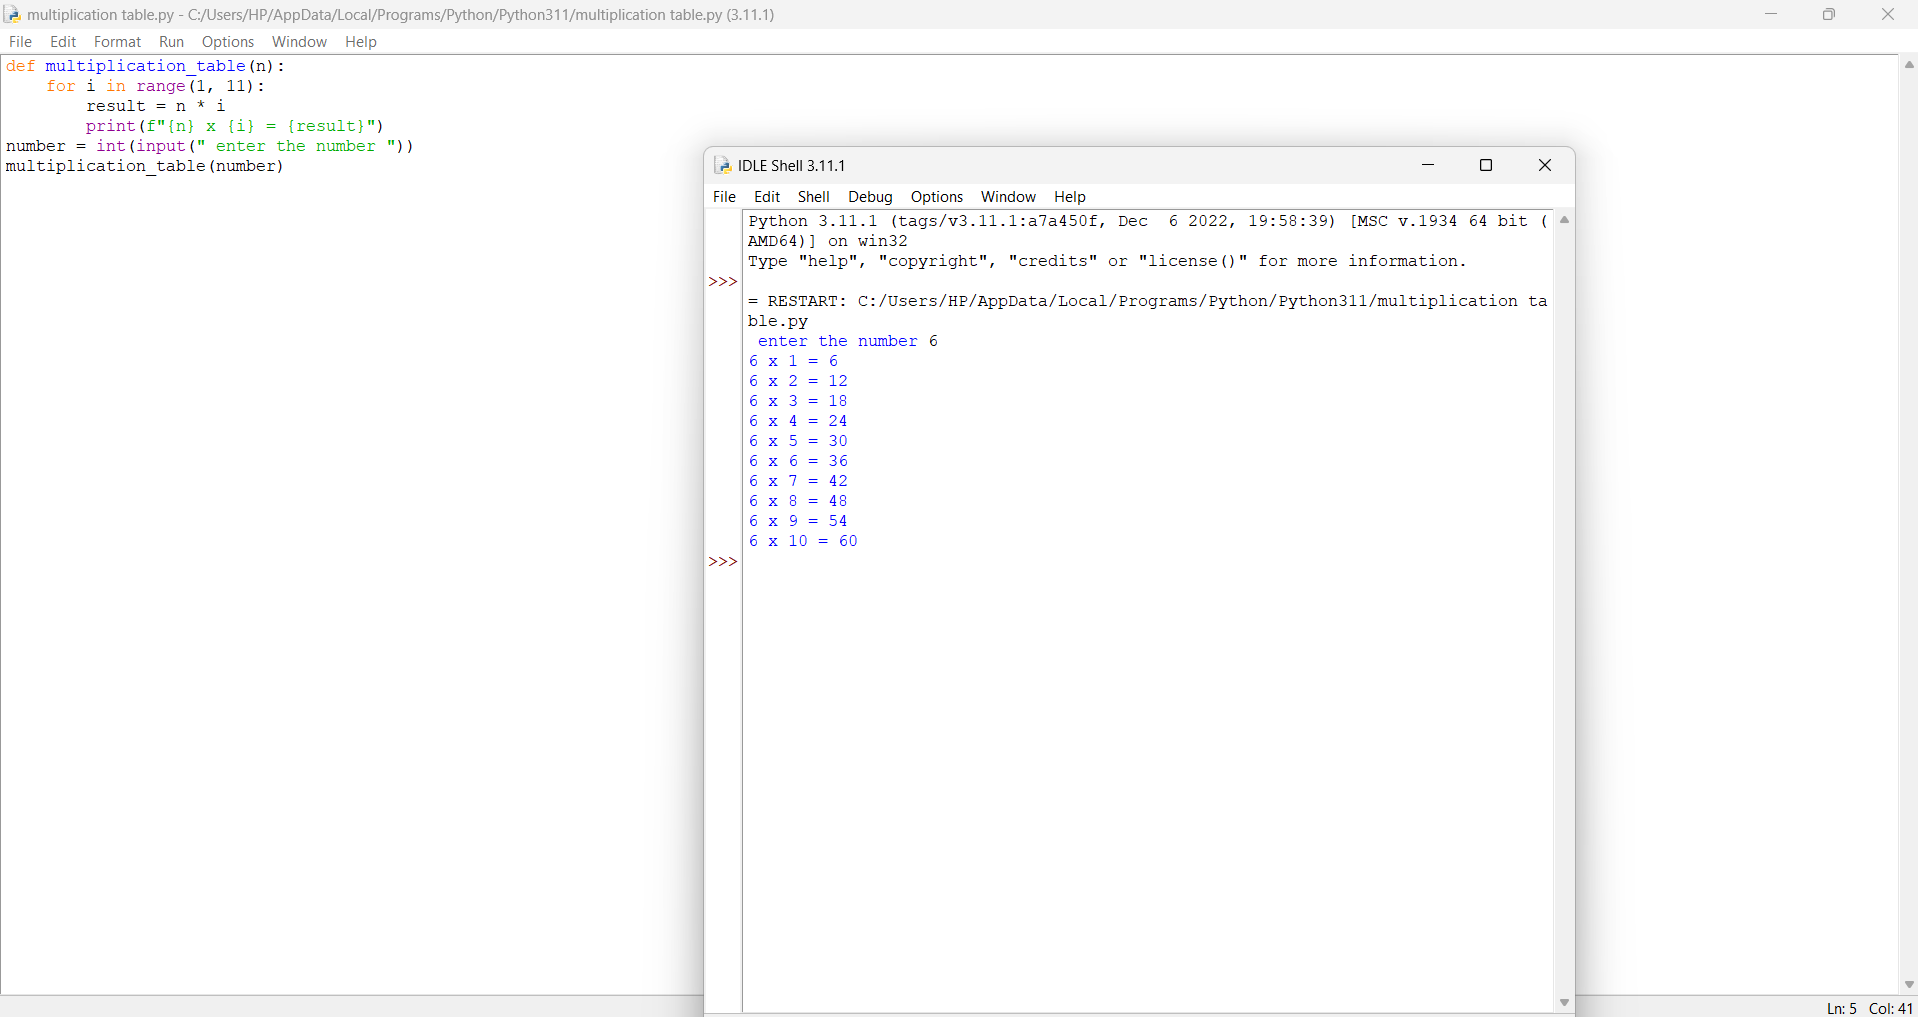 multiplication table.py - C:/Users/HP/AppData/Local/Programs/Python/Python311/multiplication table.py (3.11.1)
File Edit Format Run Options Window Help
def multiplication_table(n):
    for i in range(1, 11):
        result = n * i
        print(f"{n} x {i} = {result}")
number = int(input(" enter the number "))
multiplication_table(number)
IDLE Shell 3.11.1
File Edit Shell Debug Options Window Help
Python 3.11.1 (tags/v3.11.1:a7a450f, Dec  6 2022, 19:58:39) [MSC v.1934 64 bit (
AMD64)] on win32
Type "help", "copyright", "credits" or "license()" for more information.
>>>
= RESTART: C:/Users/HP/AppData/Local/Programs/Python/Python311/multiplication ta
ble.py
 enter the number 6
6 x 1 = 6
6 x 2 = 12
6 x 3 = 18
6 x 4 = 24
6 x 5 = 30
6 x 6 = 36
6 x 7 = 42
6 x 8 = 48
6 x 9 = 54
6 x 10 = 60
>>>
Ln: 5 Col: 41